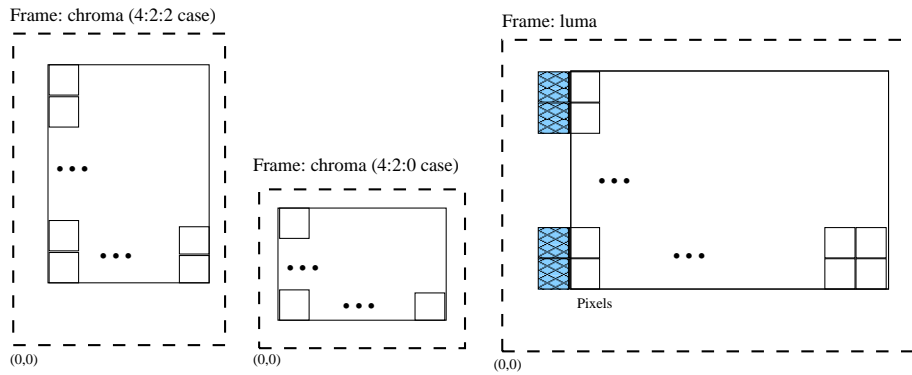 Frame: chroma (4:2:2 case)
Frame: luma
Frame: chroma (4:2:0 case)
Pixels
(0,0)
(0,0)
(0,0)